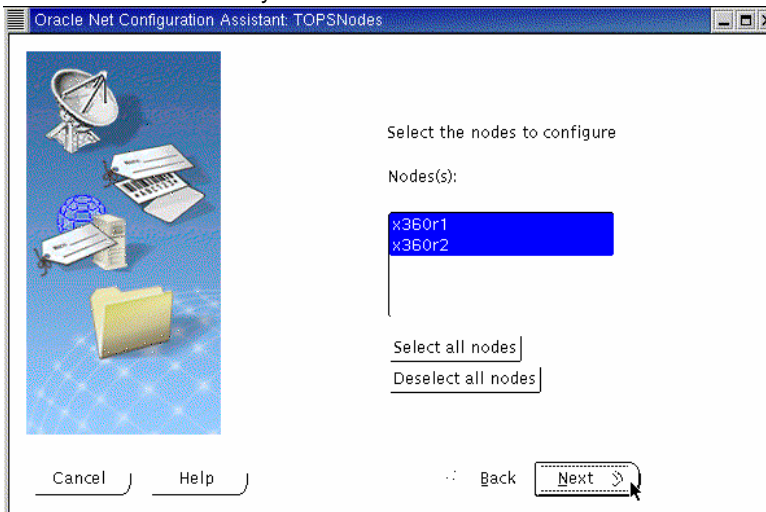 Oracle Net Configuration Assistant: TOPSNodes
Select the nodes to configure
Nodes(s):
x360r1
x360r2
Select all nodes
Deselect all nodes
Cancel
Help
Back
Next